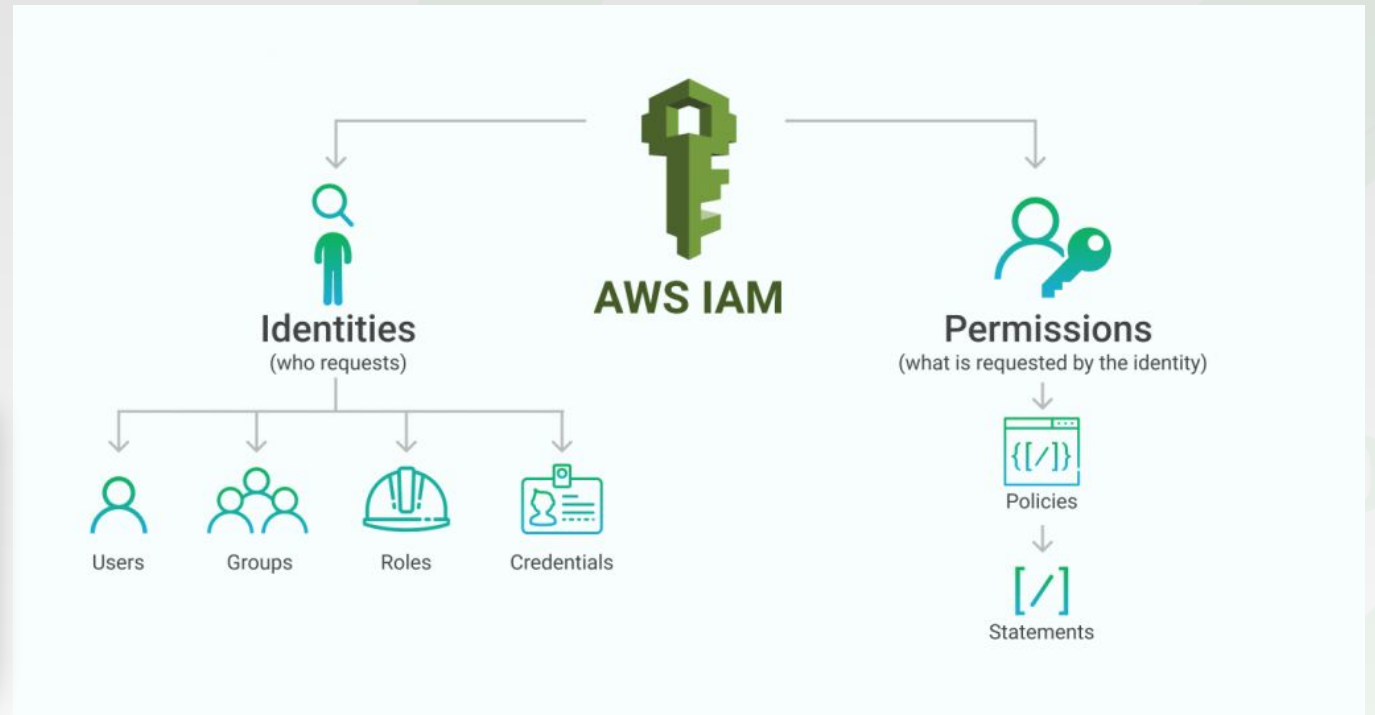 AWS IAM
Identities
(who requests)
Users
Groups
Roles
Credentials
Permissions
(what is requested by the identity)
{[/]}
Policies
[/]
Statements